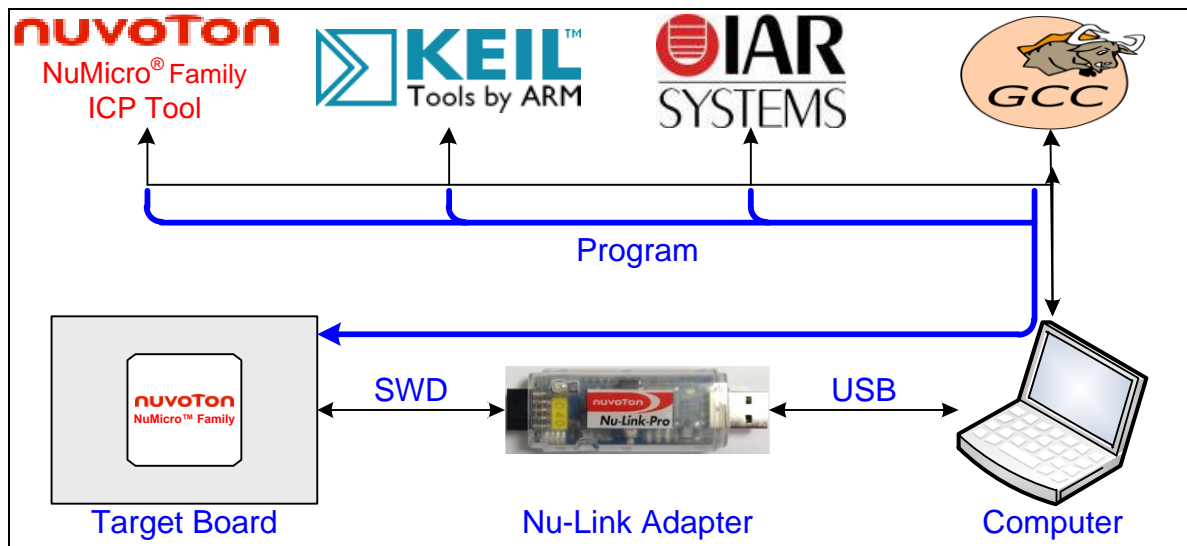 nuvoTon
NuMicro® Family
ICP Tool
KEIL™
Tools by ARM
IAR
SYSTEMS
GCC
Program
nuvoTon
NuMicro™ Family
SWD
nuvoTon
Nu-Link-Pro
USB
Target Board
Nu-Link Adapter
Computer